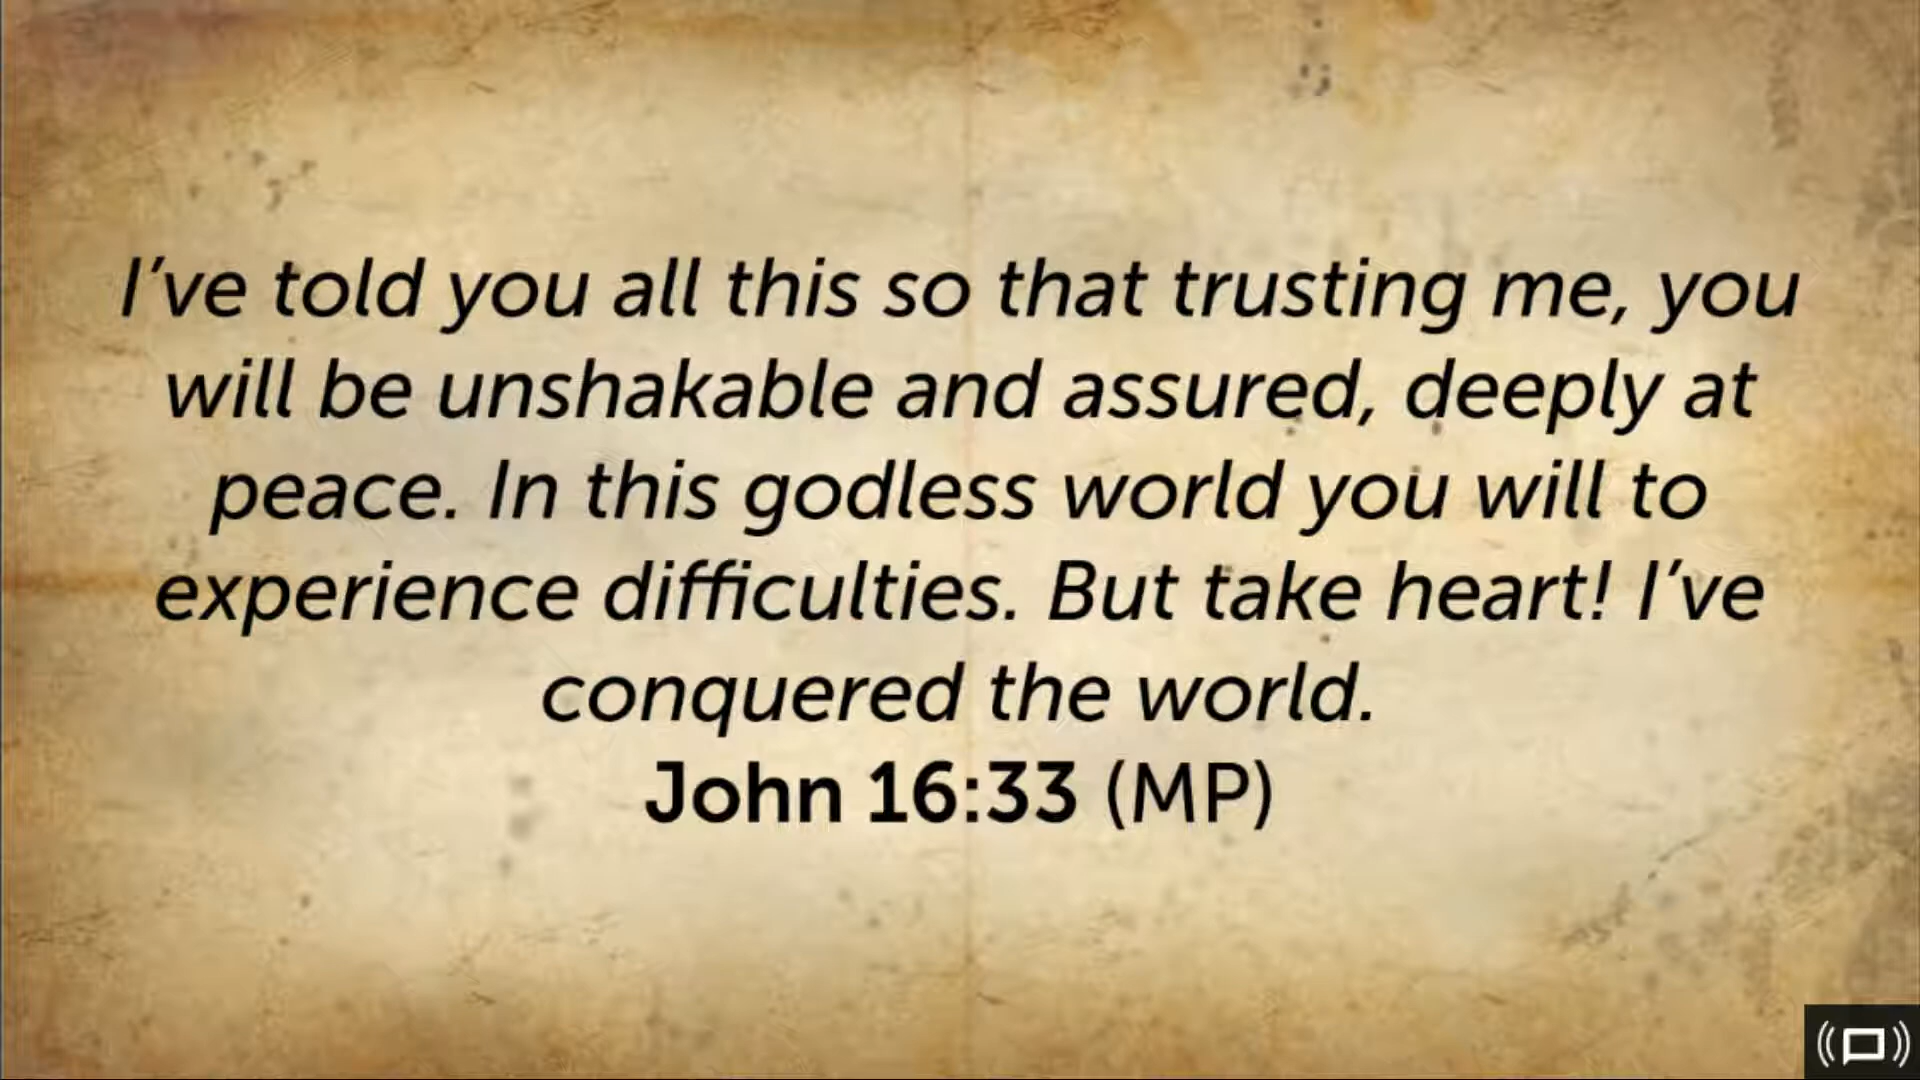 I've told you all this so that trusting me, you
will be unshakable and assured, deeply at
peace. In this godless world you will to
experience difficulties. But take heart! I've
conquered the world.
John 16:33 (MP)